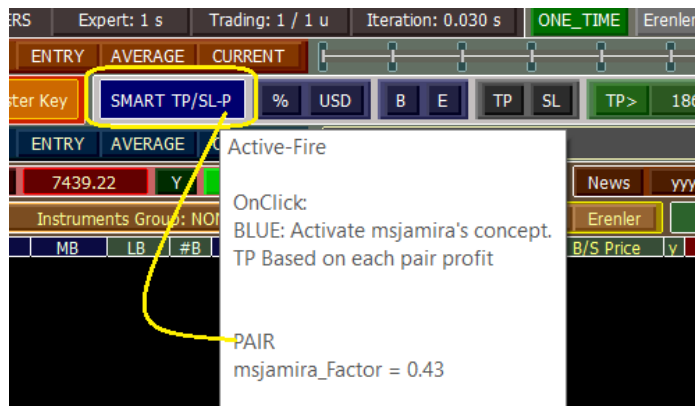 ERS Expert: 1 s Trading: 1 / 1 u Iteration: 0.030 s ONE_TIME Erenler
ENTRY AVERAGE CURRENT
ster Key SMART TP/SL-P % USD B E TP SL TP> 186
ENTRY AVERAGE
7439.22 Y News yyy
Instruments Group: NON Erenler
MB LB #B B/S Price y
Active-Fire
OnClick:
BLUE: Activate msjamira's concept.
TP Based on each pair profit
PAIR
msjamira_Factor = 0.43